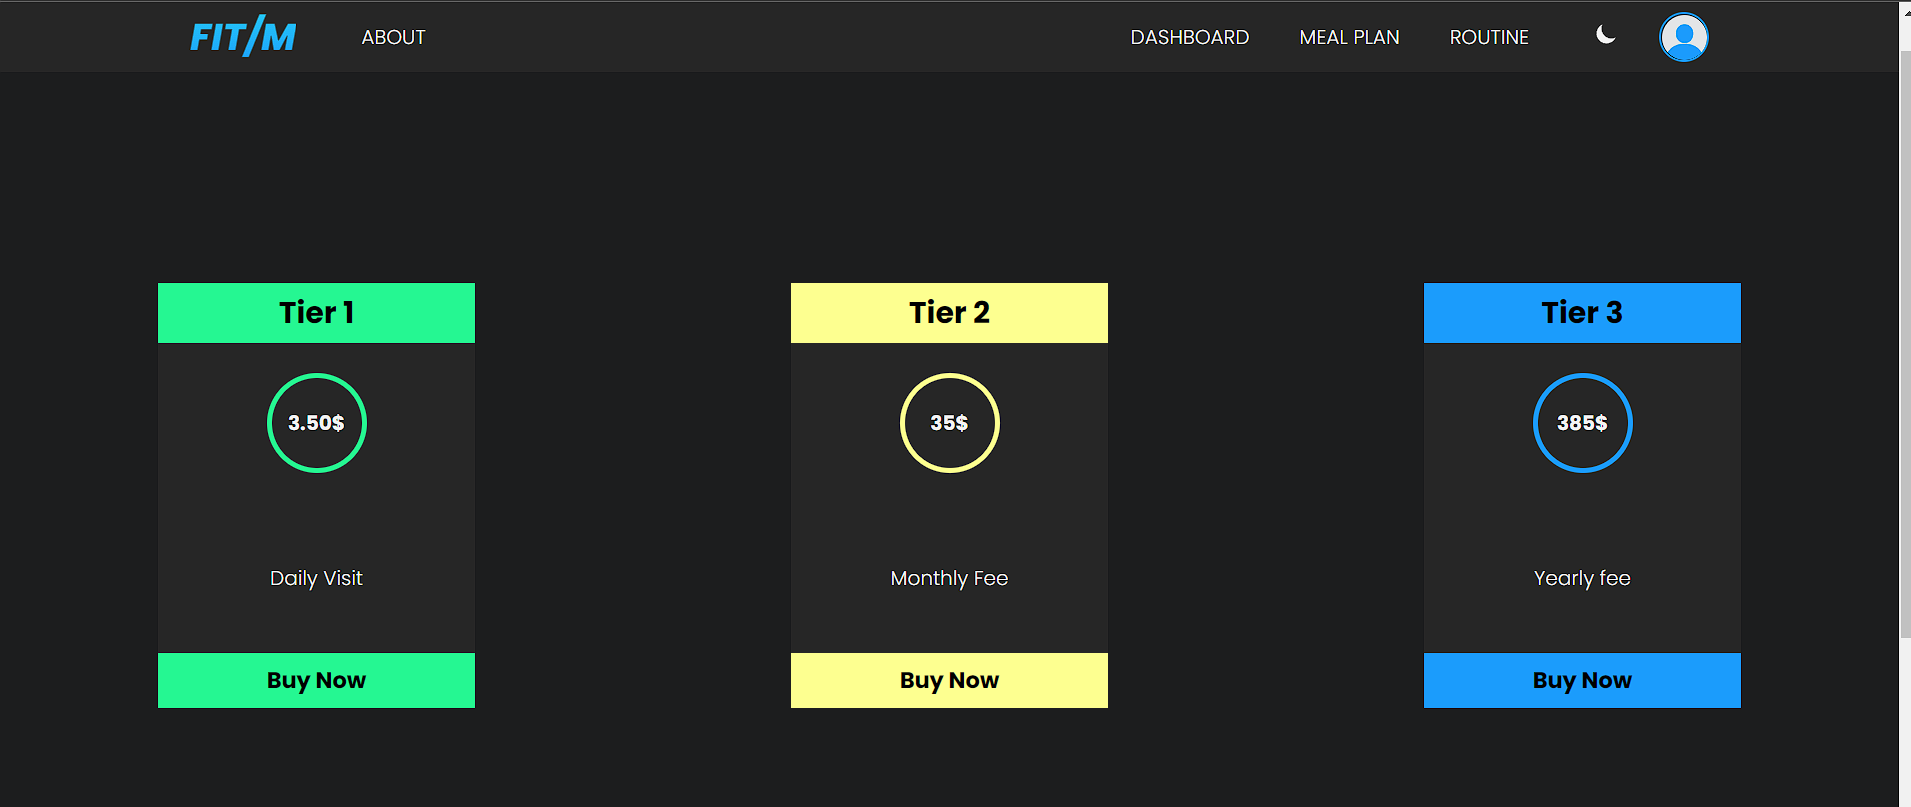 FIT/M ABOUT DASHBOARD MEAL PLAN ROUTINE
Tier 1
3.50$
Daily Visit
Buy Now
Tier 2
35$
Monthly Fee
Buy Now
Tier 3
385$
Yearly fee
Buy Now